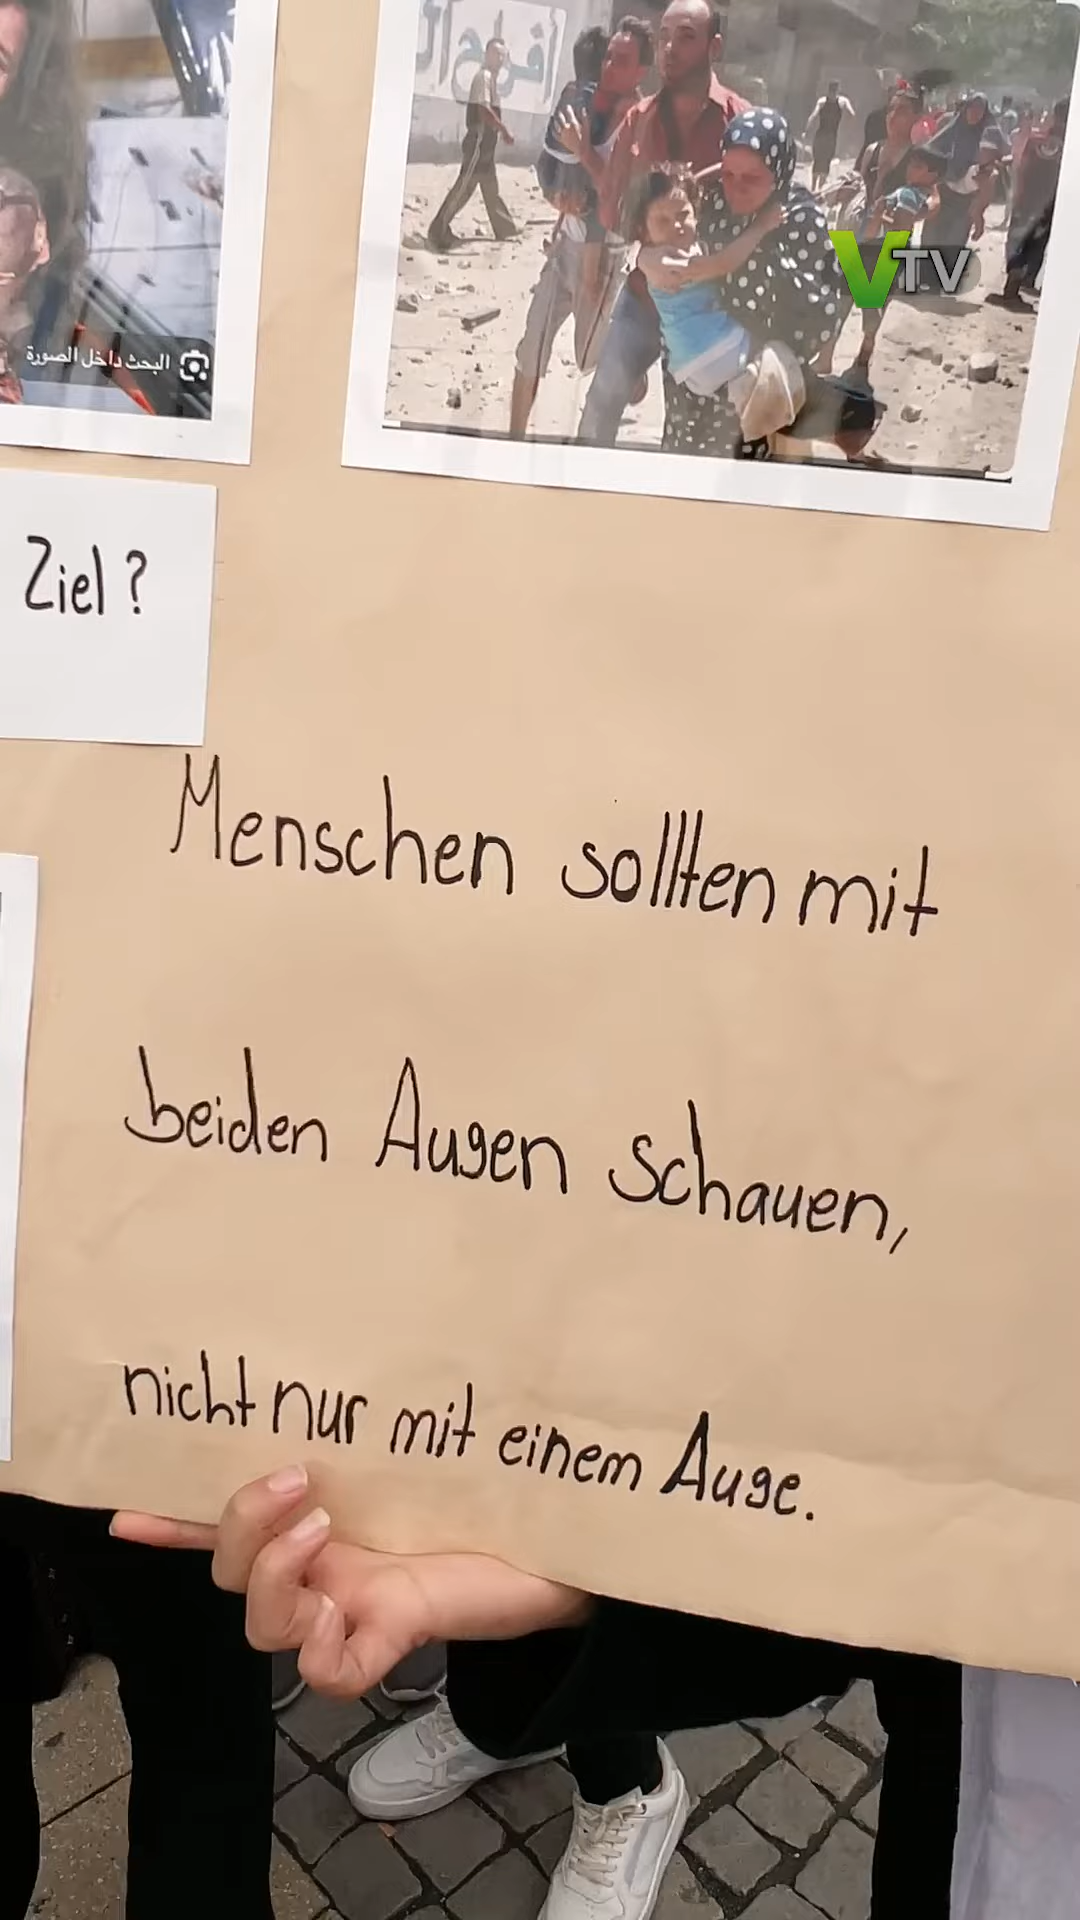 VTV
البحث داخل الصورة
Ziel?
Menschen sollten mit
beiden Augen schauen,
nicht nur mit einem Auge.